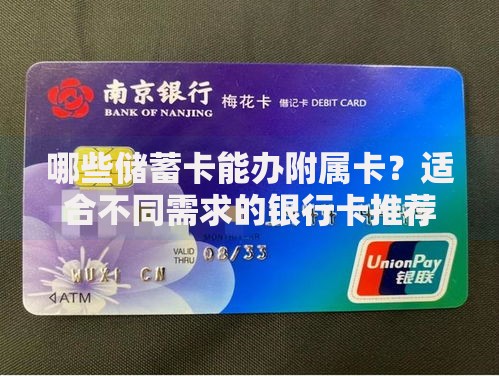 南京银行 梅花卡 借记卡 DEBIT CARD
BANK OF NANJING
哪些储蓄卡能办附属卡？适
合不同需求的银行卡推荐
MONTH/YEAR
VALID THRU 08/33
WUXI CN
◁ATM
UnionPay
银联